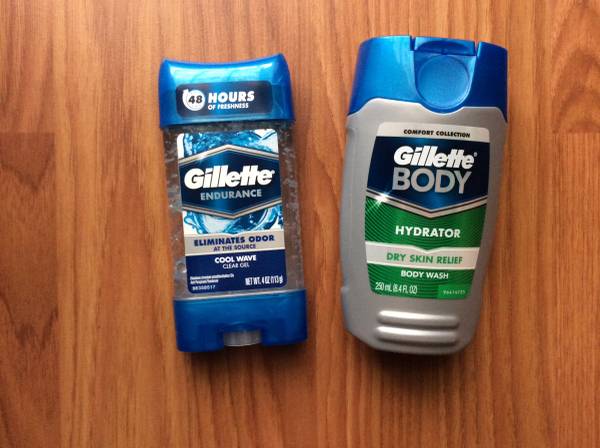 48 HOURS
OF FRESHNESS
Gillette
ENDURANCE
ELIMINATES ODOR
AT THE SOURCE
COOL WAVE
CLEAR GEL
NET WT. 4 OZ (113g)
COMFORT COLLECTION
Gillette
BODY
HYDRATOR
DRY SKIN RELIEF
BODY WASH
250 mL (8.4 FL OZ)